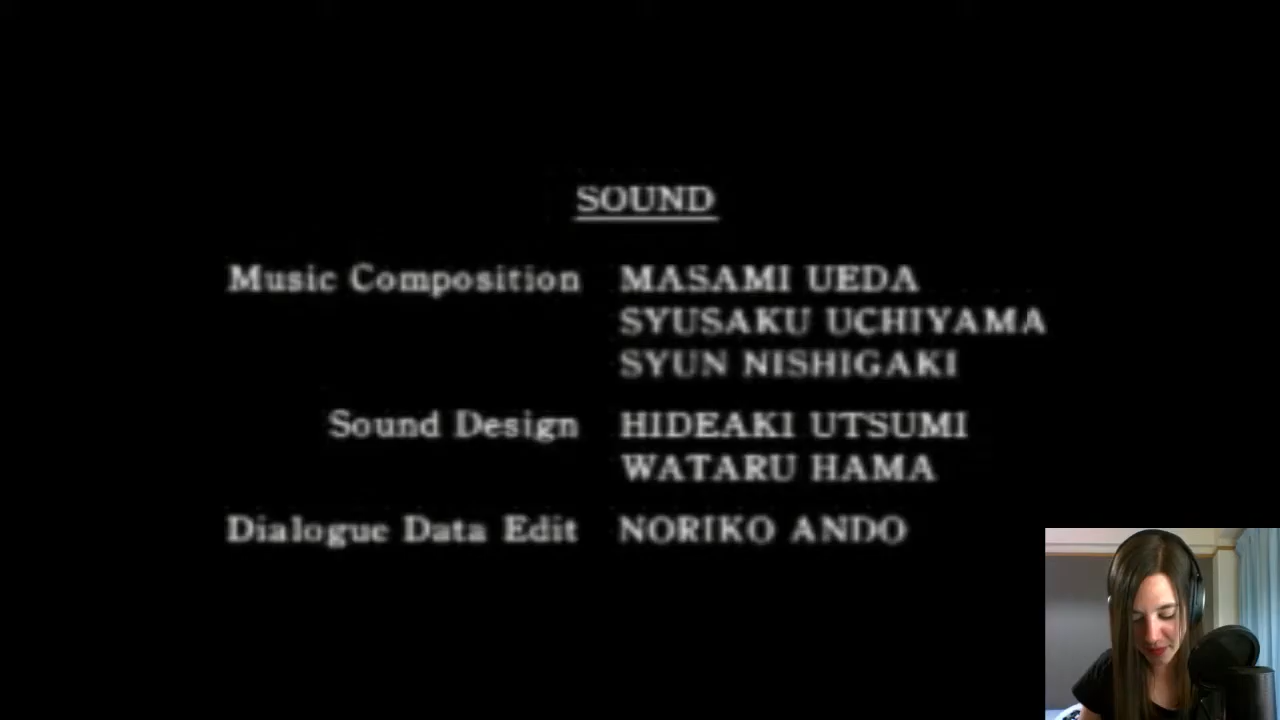 SOUND
Music Composition MASAMI UEDA
SYUSAKU UCHIYAMA
SYUN NISHIGAKI
Sound Design HIDEAKI UTSUMI
WATARU HAMA
Dialogue Data Edit NORIKO ANDO